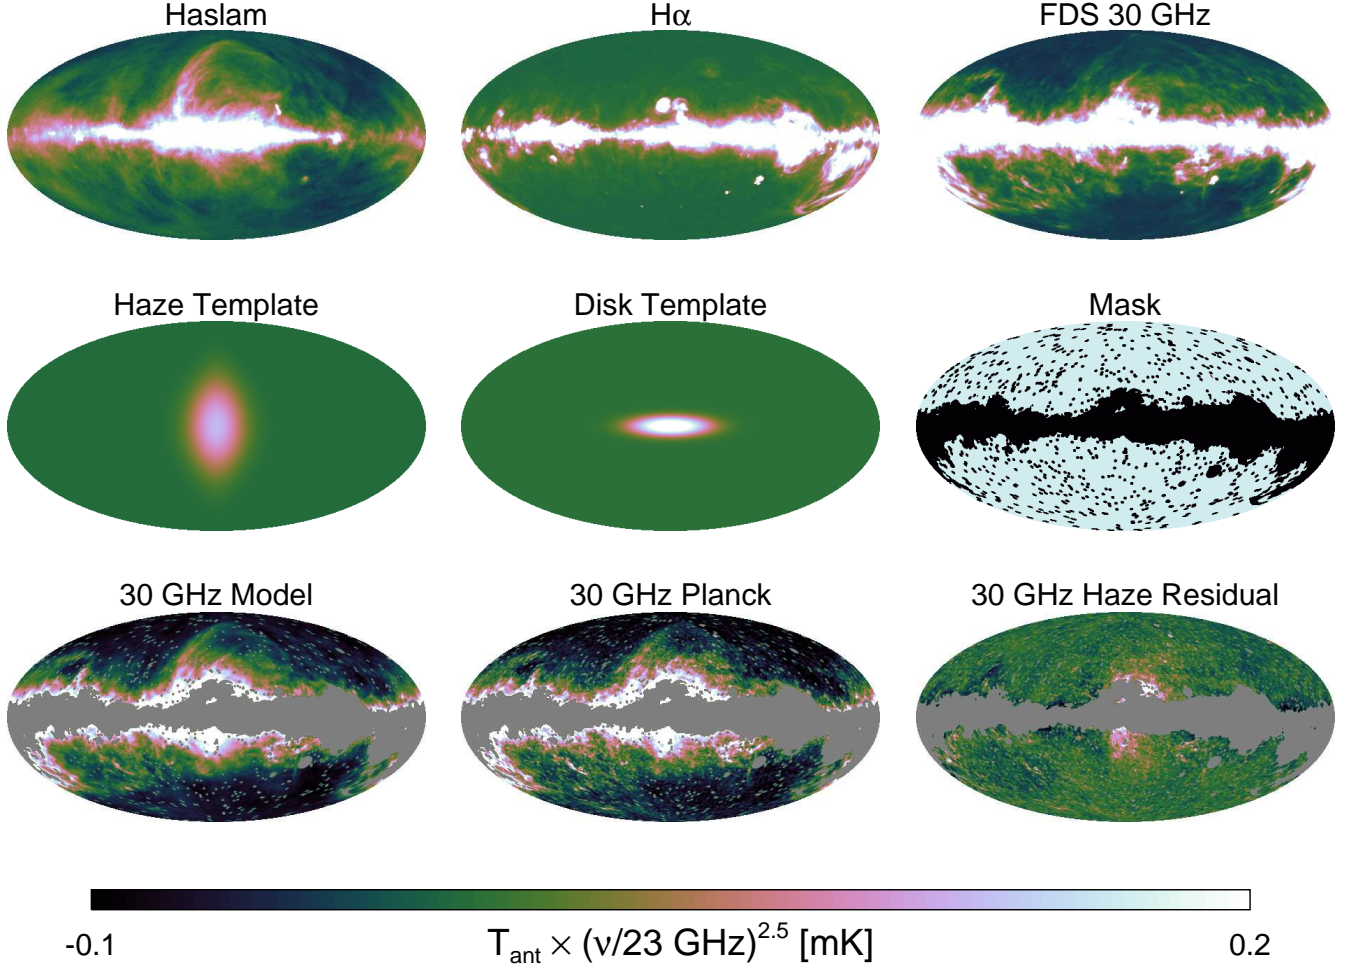 Haslam
Hα
FDS 30 GHz
Haze Template
Disk Template
Mask
30 GHz Model
30 GHz Planck
30 GHz Haze Residual
-0.1
T_ant × (ν/23 GHz)^2.5 [mK]
0.2